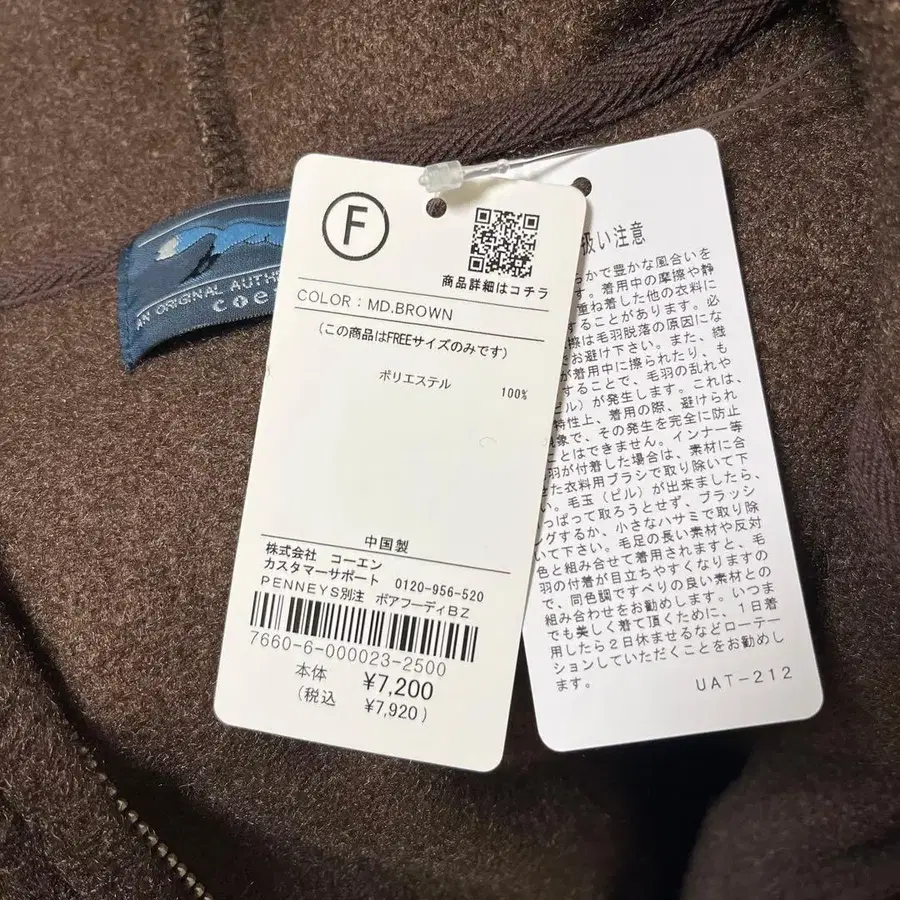 AN ORIGINAL AUTHE
coe
F
商品詳細はコチラ
COLOR：MD.BROWN
(この商品はFREEサイズのみです)
ポリエステル 100%
中国製
株式会社 コーエン
カスタマーサポート 0120-956-520
PENNEYS別注 ボアフーディBZ
7660-6-000023-2500
本体 ¥7,200
(税込 ¥7,920)
扱い注意
かで豊かな風合いを
す。着用中の摩擦や静
重ね着した他の衣料に
することがあります。必
際は毛羽脱落の原因にな
お避け下さい。また、繊
が着用中に擦られたり、も
することで、毛羽の乱れや
ル）が発生します。これは、
特性上、着用の際、避けられ
現象で、その発生を完全に防止
ことはできません。インナー等
羽が付着した場合は、素材に合
た衣料用ブラシで取り除いて下
い。毛玉（ピル）が出来ましたら、
っぱって取ろうとせず、ブラッシ
ングするか、小さなハサミで取り除
いて下さい。毛足の長い素材や反対
色と組み合せて着用されますと、毛
羽の付着が目立ちやすくなりますの
で、同色調ですべりの良い素材との
組み合わせをお勧めします。いつま
でも美しく着て頂くために、１日着
用したら２日休ませるなどローテー
ションしていただくことをお勧めし
ます。
UAT-212